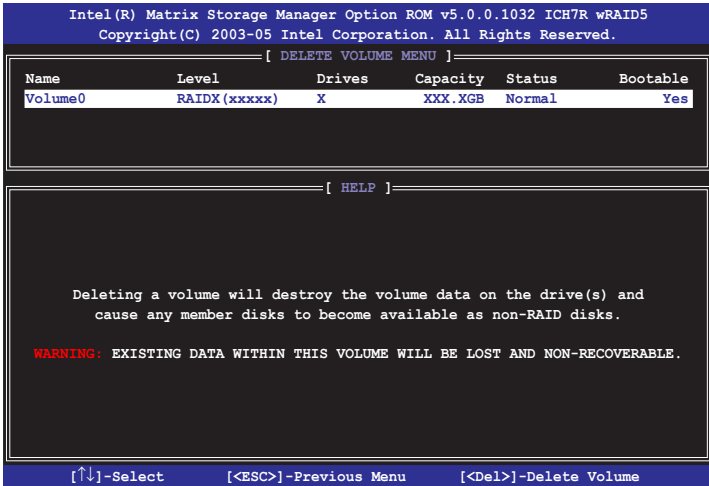 Intel(R) Matrix Storage Manager Option ROM v5.0.0.1032 ICH7R wRAID5
Copyright(C) 2003-05 Intel Corporation. All Rights Reserved.
[ DELETE VOLUME MENU ]
Name Level Drives Capacity Status Bootable
Volume0 RAIDX(xxxxx) X XXX.XGB Normal Yes
[ HELP ]
Deleting a volume will destroy the volume data on the drive(s) and
cause any member disks to become available as non-RAID disks.
WARNING: EXISTING DATA WITHIN THIS VOLUME WILL BE LOST AND NON-RECOVERABLE.
[↑↓]-Select [<ESC>]-Previous Menu [<Del>]-Delete Volume